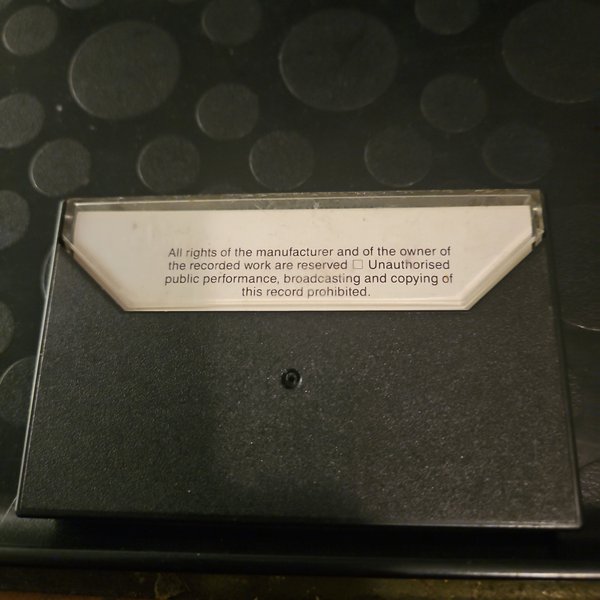 All rights of the manufacturer and of the owner of
the recorded work are reserved □ Unauthorised
public performance, broadcasting and copying of
this record prohibited.